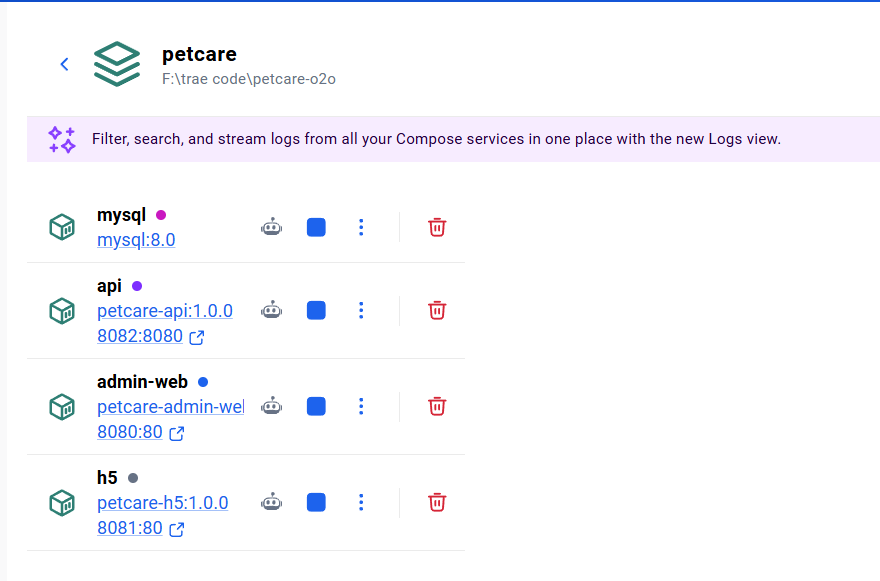 petcare
F:\trae code\petcare-o2o
Filter, search, and stream logs from all your Compose services in one place with the new Logs view.
mysql
mysql:8.0
api
petcare-api:1.0.0
8082:8080
admin-web
petcare-admin-wel
8080:80
h5
petcare-h5:1.0.0
8081:80